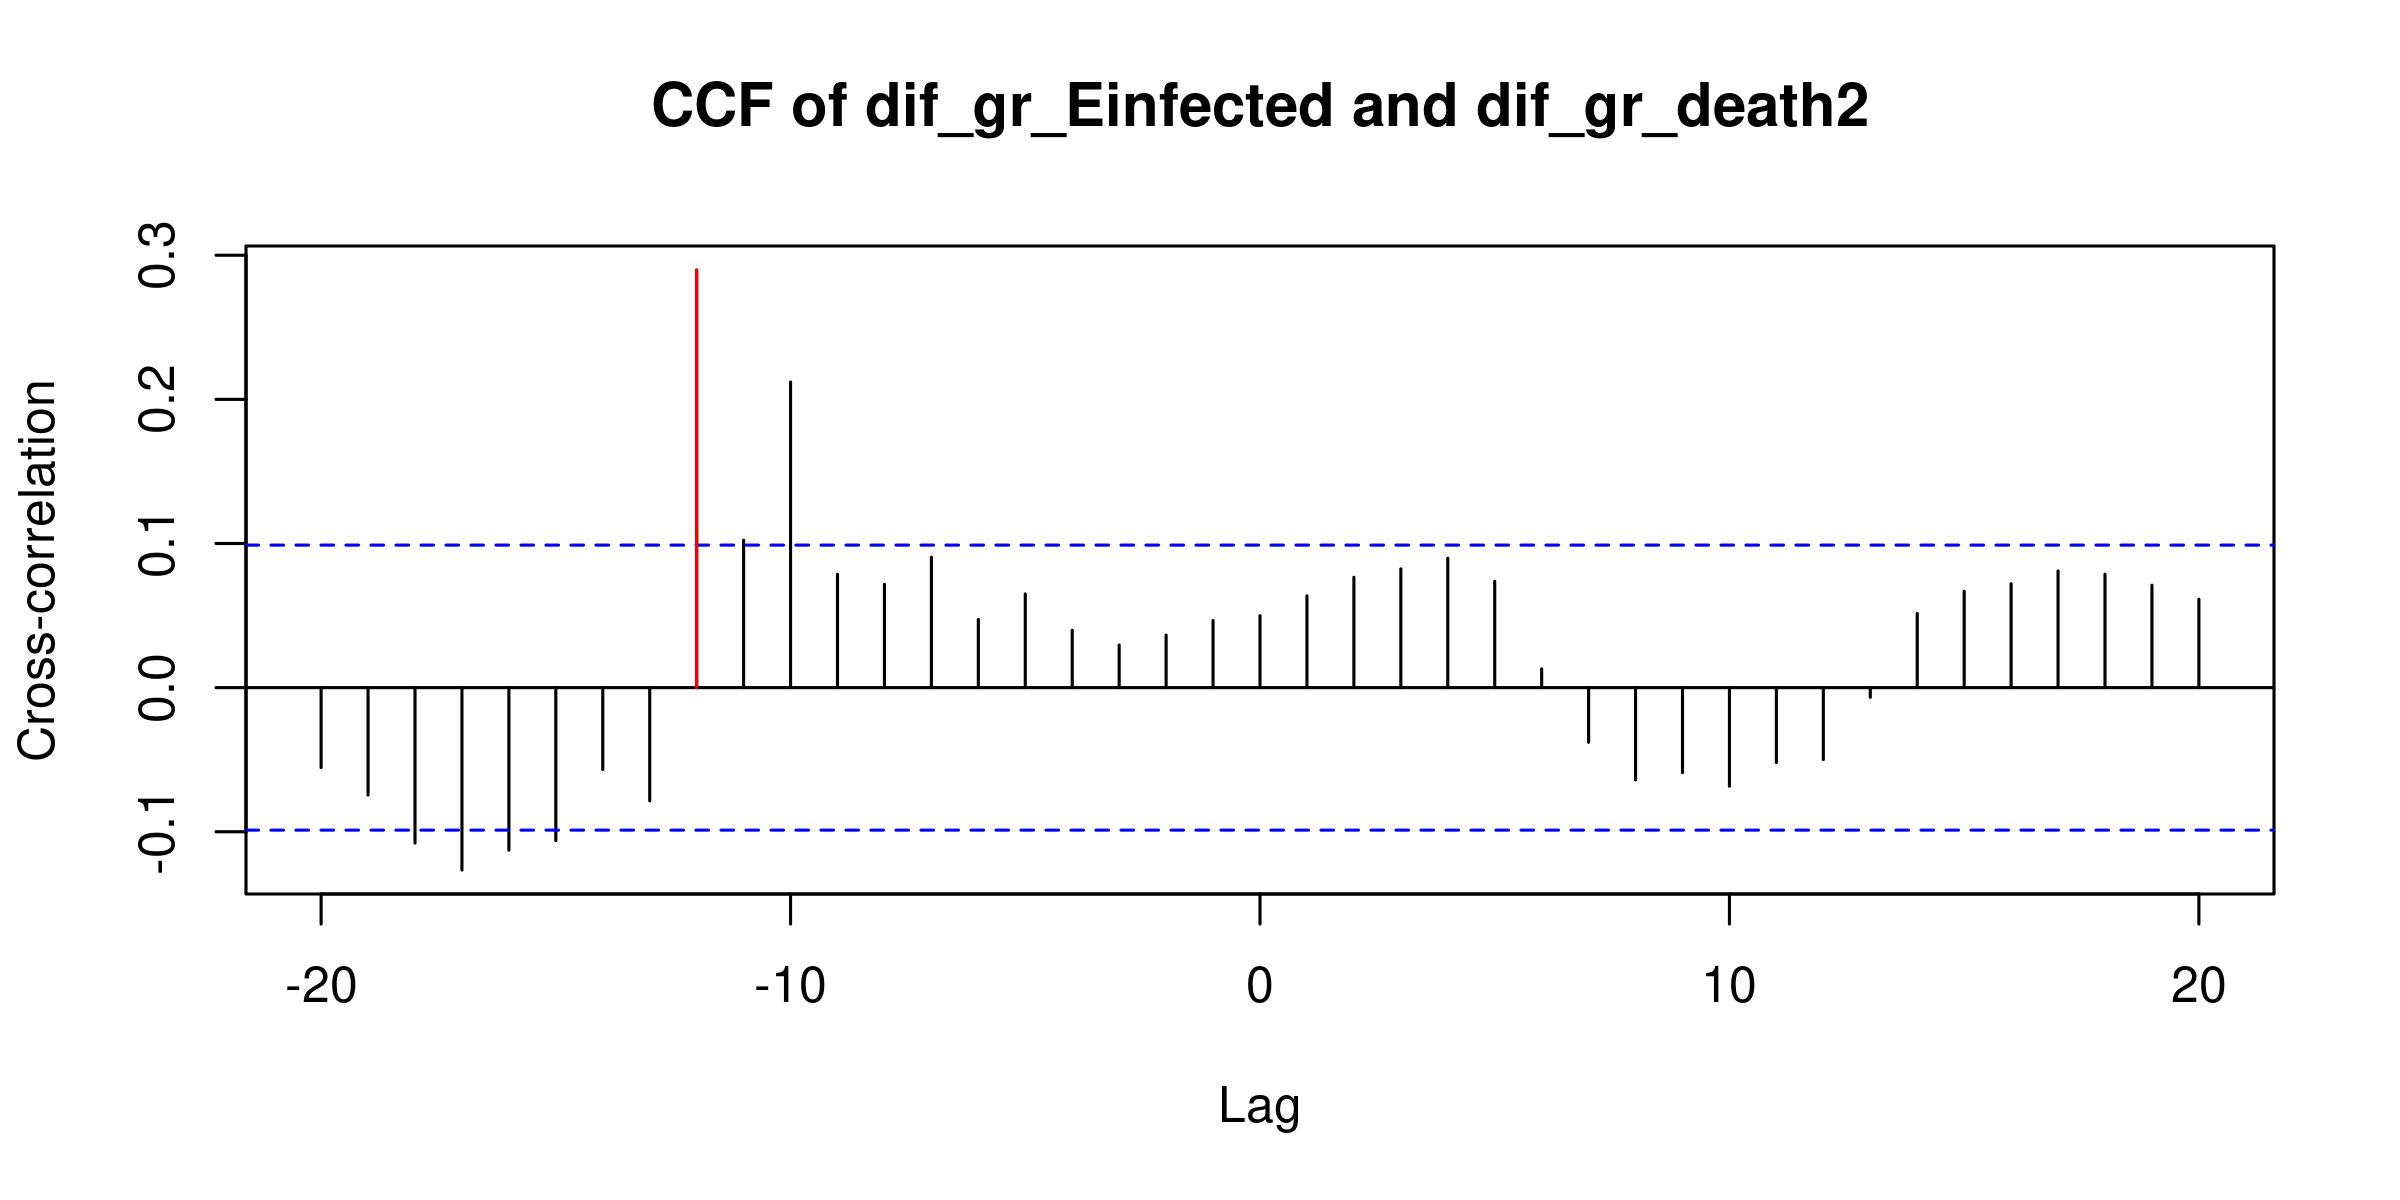 CCF of dif_gr_Einfected and dif_gr_death2
Cross-correlation
0.3
0.2
0.1
0.0
-0.1
-20 -10 0 10 20
Lag